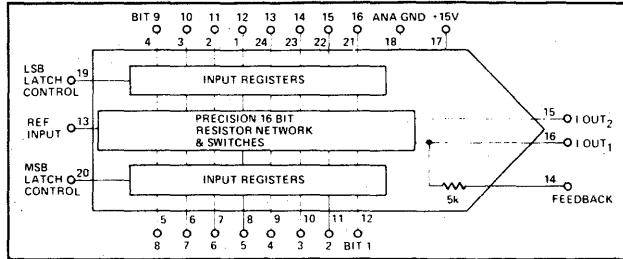 BIT 9 10 11 12 13 14 15 16 ANA GND +15V
4 3 2 1 24 23 22 21 18 17
LSB
LATCH
CONTROL
19
INPUT REGISTERS
REF
INPUT
13
PRECISION 16 BIT
RESISTOR NETWORK
& SWITCHES
15
I OUT2
16
I OUT1
MSB
LATCH
CONTROL
20
INPUT REGISTERS
5k
14
FEEDBACK
5 6 7 8 9 10 11 12
8 7 6 5 4 3 2 BIT 1